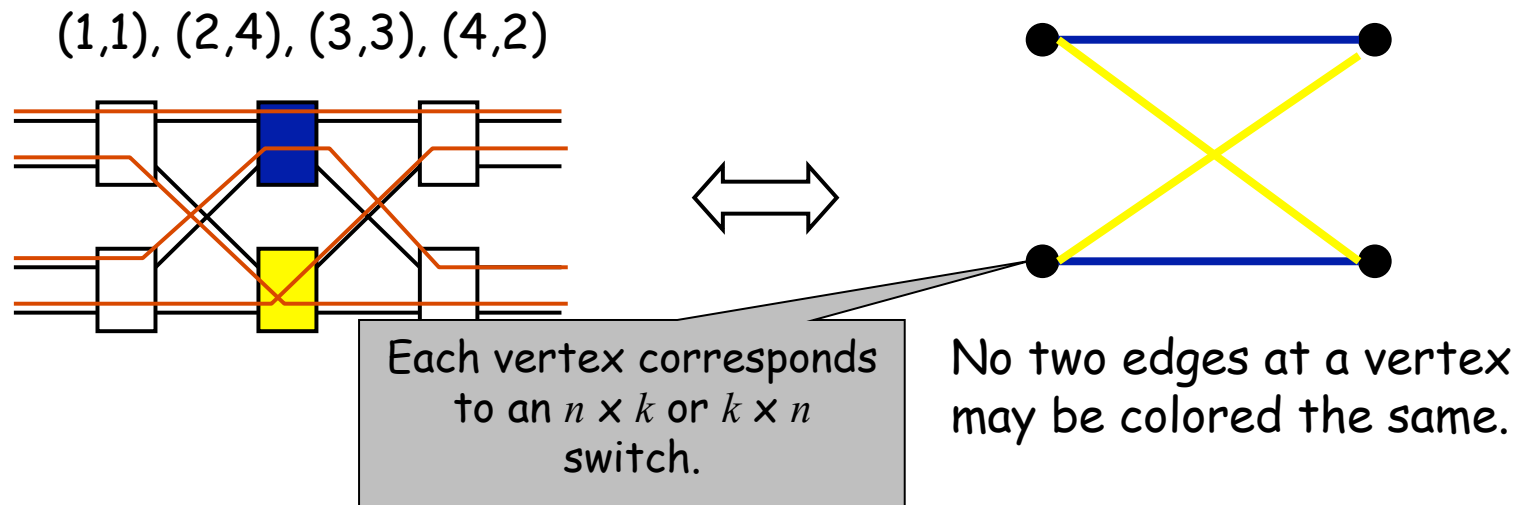 (1,1), (2,4), (3,3), (4,2)
Each vertex corresponds
to an n x k or k x n
switch.
No two edges at a vertex
may be colored the same.